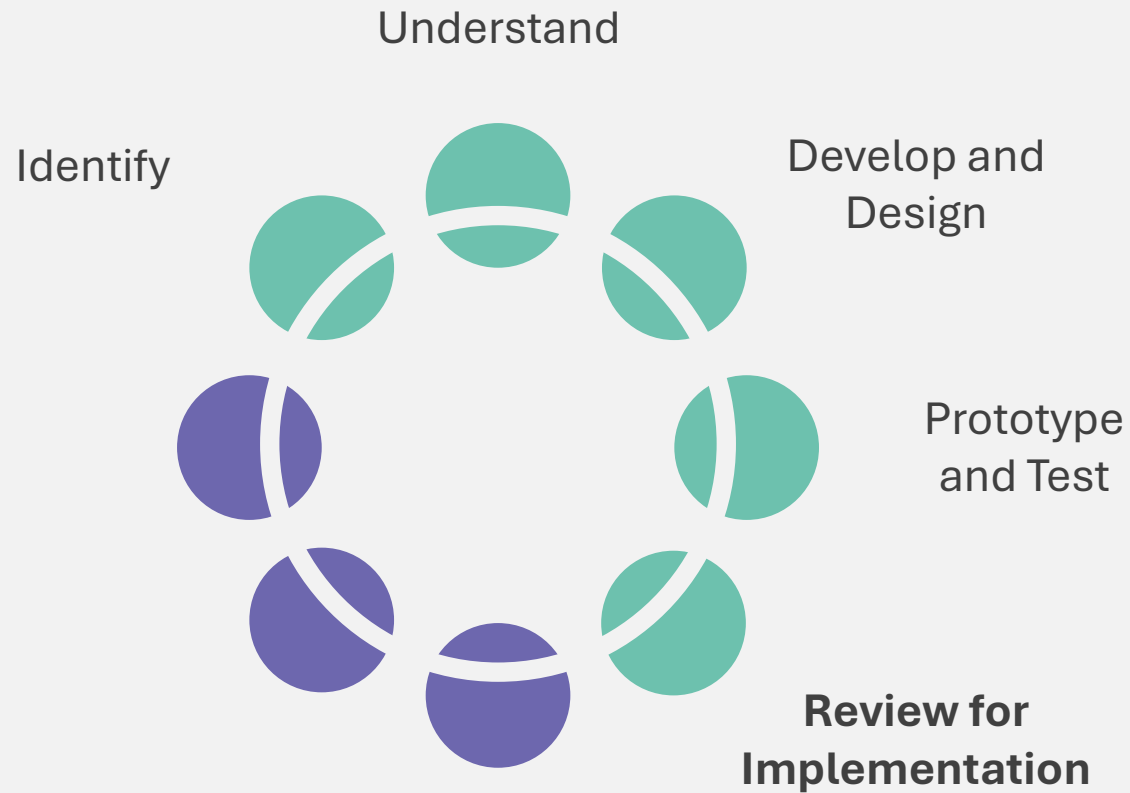 Understand
Identify
Develop and
Design
Prototype
and Test
Review for
Implementation